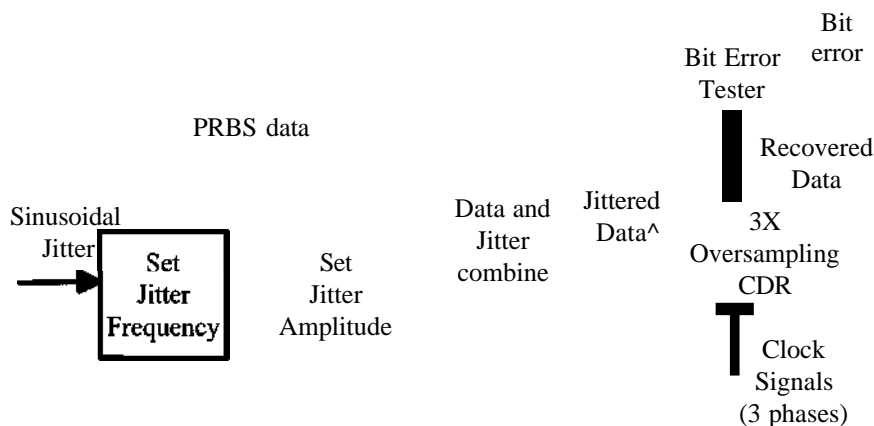 Bit
error
Bit Error
Tester
PRBS data
Recovered
Data
Sinusoidal
Jitter
Set
Jitter
Frequency
Set
Jitter
Amplitude
Data and
Jitter
combine
Jittered
Data^
3X
Oversampling
CDR
Clock
Signals
(3 phases)